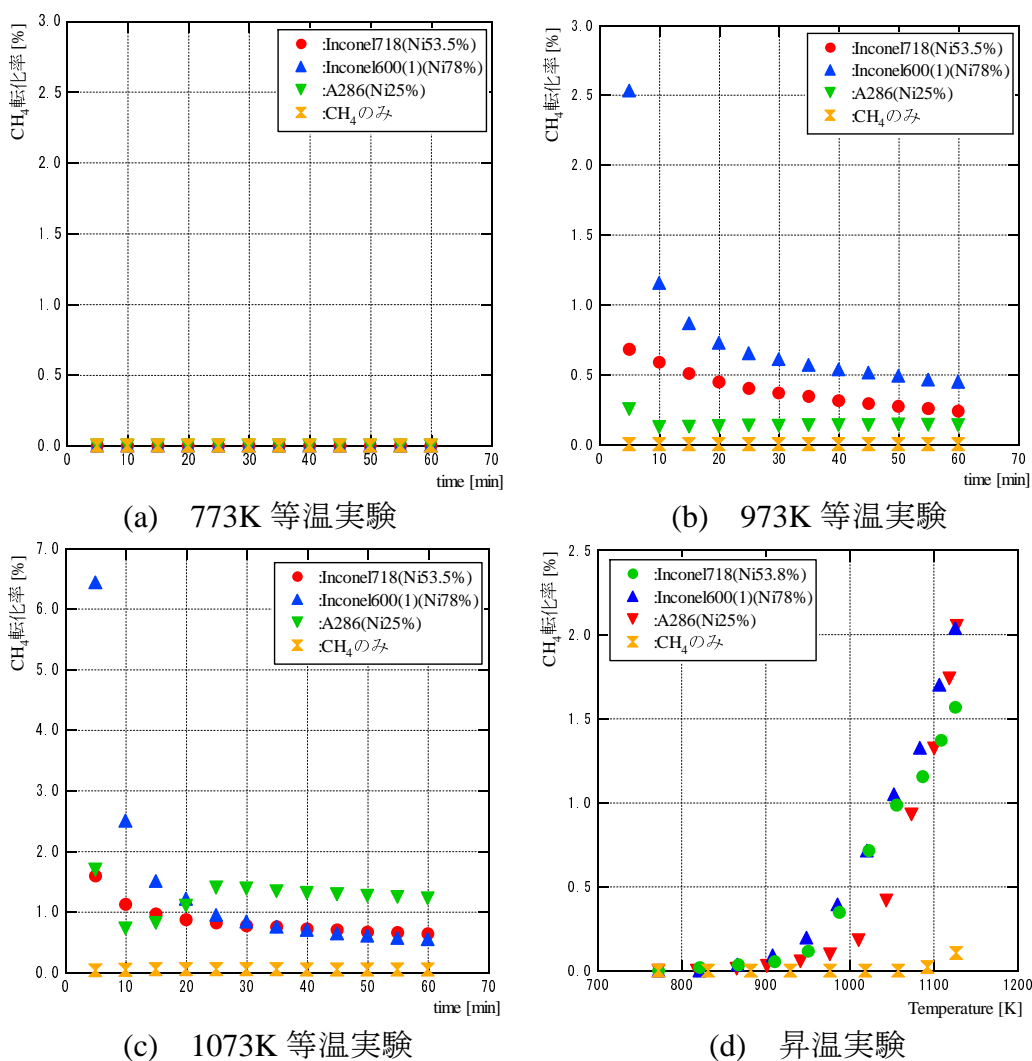 CH4転化率 [%]
3.0
2.5
2.0
1.5
1.0
0.5
0.0
:Inconel718(Ni53.5%)
:Inconel600(1)(Ni78%)
:A286(Ni25%)
:CH4のみ
0 10 20 30 40 50 60 70
time [min]
(a) 773K 等温実験
CH4転化率 [%]
3.0
2.5
2.0
1.5
1.0
0.5
0.0
:Inconel718(Ni53.5%)
:Inconel600(1)(Ni78%)
:A286(Ni25%)
:CH4のみ
0 10 20 30 40 50 60 70
time [min]
(b) 973K 等温実験
CH4転化率 [%]
7.0
6.0
5.0
4.0
3.0
2.0
1.0
0.0
:Inconel718(Ni53.5%)
:Inconel600(1)(Ni78%)
:A286(Ni25%)
:CH4のみ
0 10 20 30 40 50 60 70
time [min]
(c) 1073K 等温実験
CH4転化率 [%]
2.5
2.0
1.5
1.0
0.5
0.0
:Inconel718(Ni53.8%)
:Inconel600(1)(Ni78%)
:A286(Ni25%)
:CH4のみ
700 800 900 1000 1100 1200
Temperature [K]
(d) 昇温実験